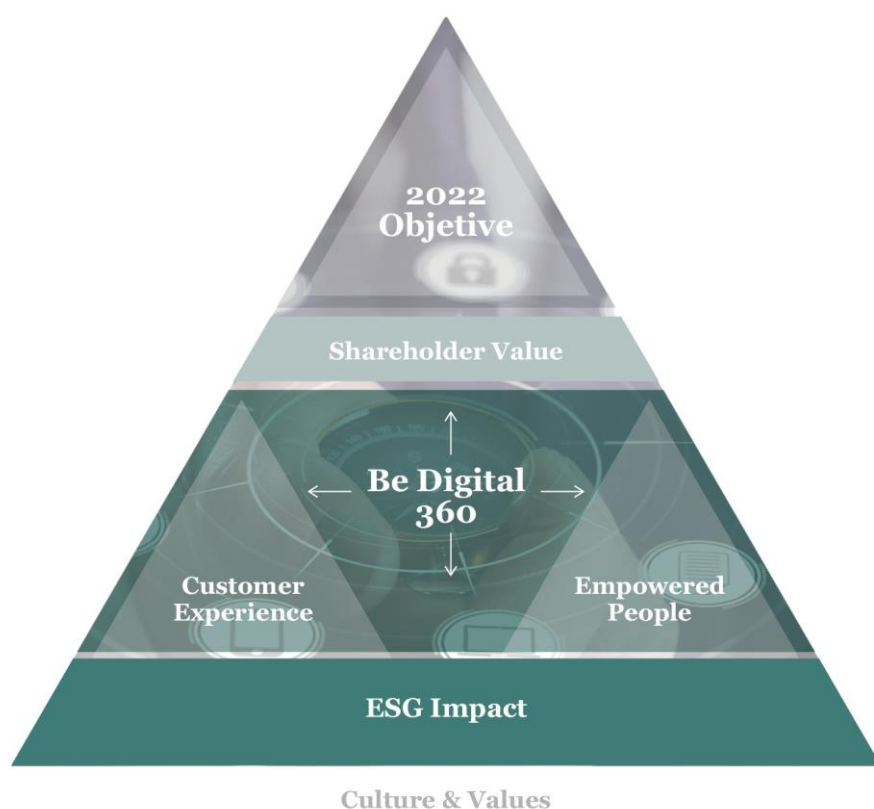 2022
Objetive
Shareholder Value
Be Digital
360
Customer
Experience
Empowered
People
ESG Impact
Culture & Values